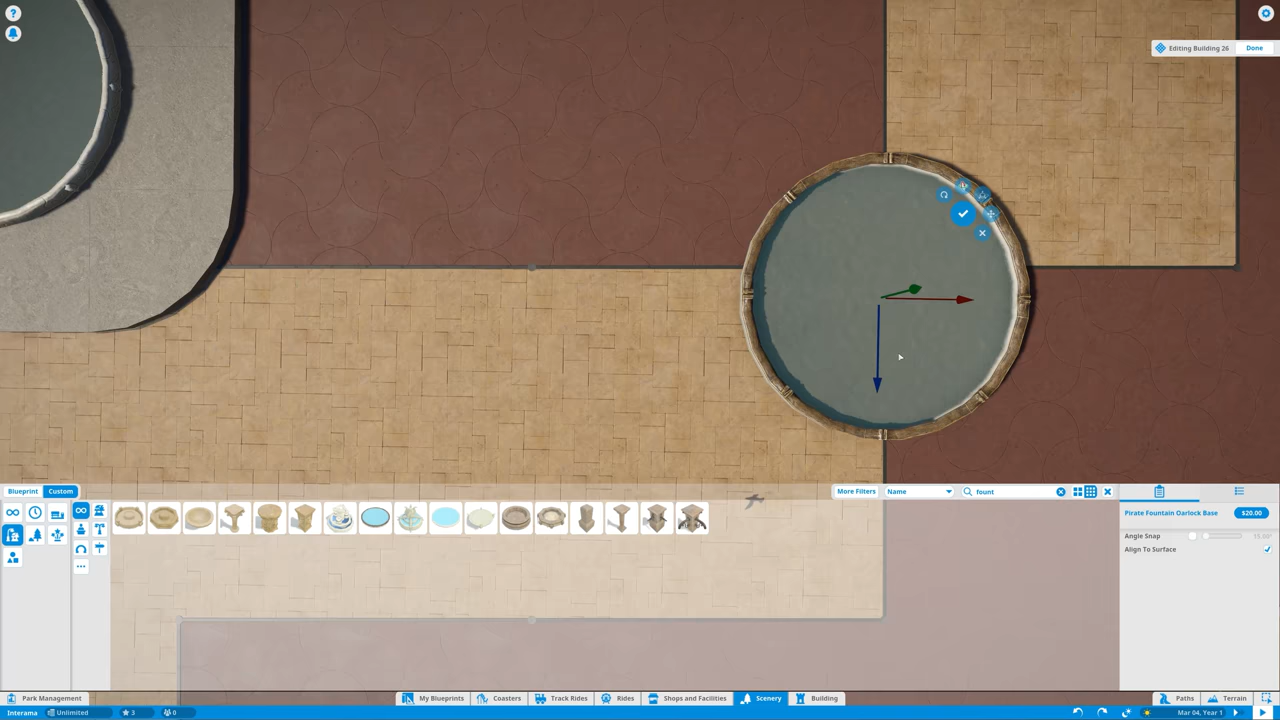 ?
Editing Building 26
Done
Blueprint
Custom
More Filters
Name
fount
Pirate Fountain Oarlock Base
$20.00
Angle Snap
15.00°
Align To Surface
Park Management
My Blueprints
Coasters
Track Rides
Rides
Shops and Facilities
Scenery
Building
Paths
Terrain
Interama
Unlimited
3
0
Mar 04, Year 1